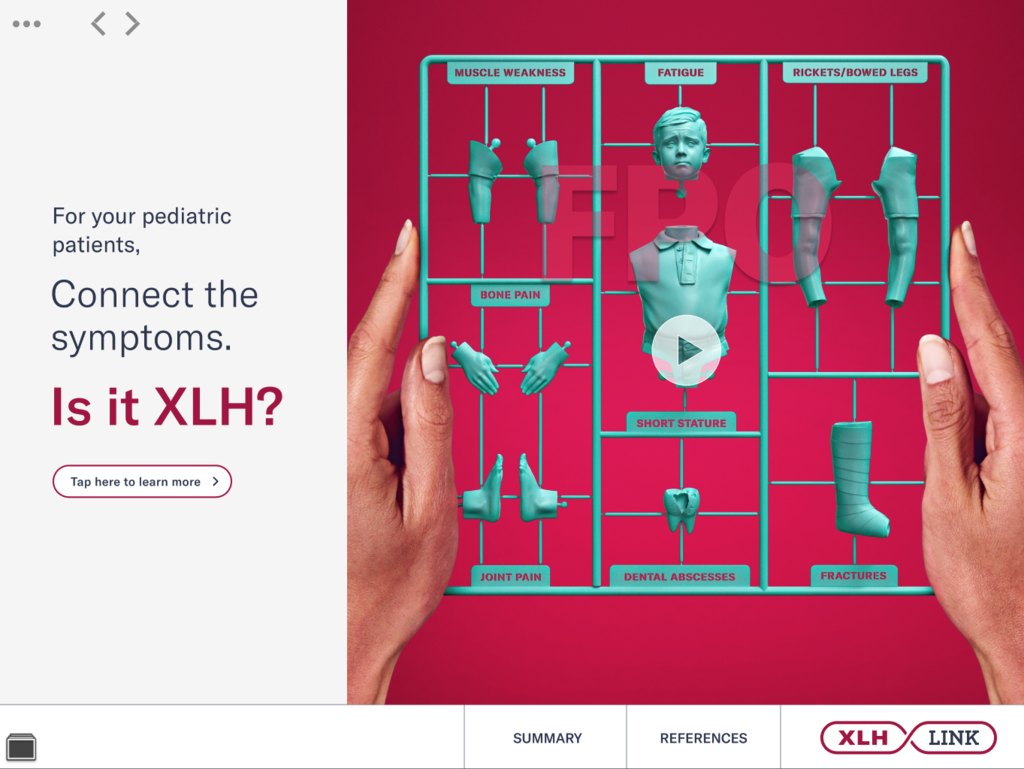 For your pediatric
patients,
Connect the
symptoms.
Is it XLH?
Tap here to learn more
MUSCLE WEAKNESS
FATIGUE
RICKETS/BOWED LEGS
FPO
BONE PAIN
SHORT STATURE
JOINT PAIN
DENTAL ABSCESSES
FRACTURES
SUMMARY
REFERENCES
XLH LINK